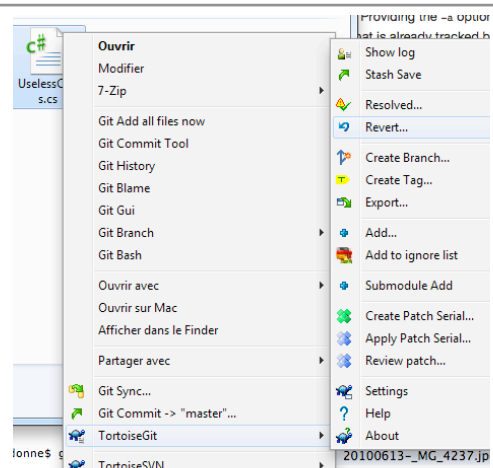 Providing the -a option
hat is already tracked b
C#
UselessC
s.cs
Ouvrir
Modifier
7-Zip
Git Add all files now
Git Commit Tool
Git History
Git Blame
Git Gui
Git Branch
Git Bash
Ouvrir avec
Ouvrir sur Mac
Afficher dans le Finder
Partager avec
Git Sync...
Git Commit -> "master"...
TortoiseGit
TortoiseSVN
Show log
Stash Save
Resolved...
Revert...
Create Branch...
Create Tag...
Export...
Add...
Add to ignore list
Submodule Add
Create Patch Serial...
Apply Patch Serial...
Review patch...
Settings
Help
About
donne$ g
20100613-_MG_4237.jp